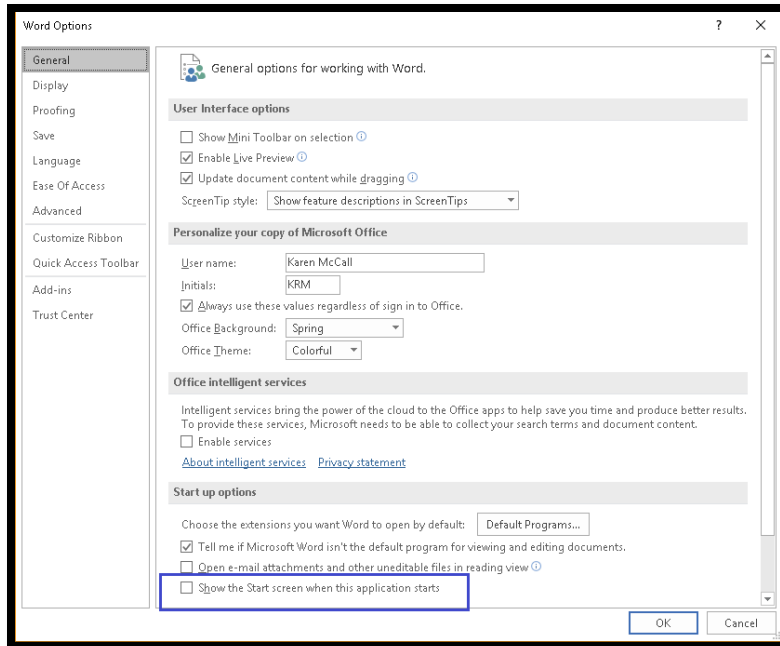 Word Options
?
General
Display
Proofing
Save
Language
Ease Of Access
Advanced
Customize Ribbon
Quick Access Toolbar
Add-ins
Trust Center
General options for working with Word.
User Interface options
Show Mini Toolbar on selection
Enable Live Preview
Update document content while dragging
ScreenTip style: Show feature descriptions in ScreenTips
Personalize your copy of Microsoft Office
User name: Karen McCall
Initials: KRM
Always use these values regardless of sign in to Office.
Office Background: Spring
Office Theme: Colorful
Office intelligent services
Intelligent services bring the power of the cloud to the Office apps to help save you time and produce better results.
To provide these services, Microsoft needs to be able to collect your search terms and document content.
Enable services
About intelligent services Privacy statement
Start up options
Choose the extensions you want Word to open by default: Default Programs...
Tell me if Microsoft Word isn't the default program for viewing and editing documents.
Open e-mail attachments and other uneditable files in reading view
Show the Start screen when this application starts
OK Cancel